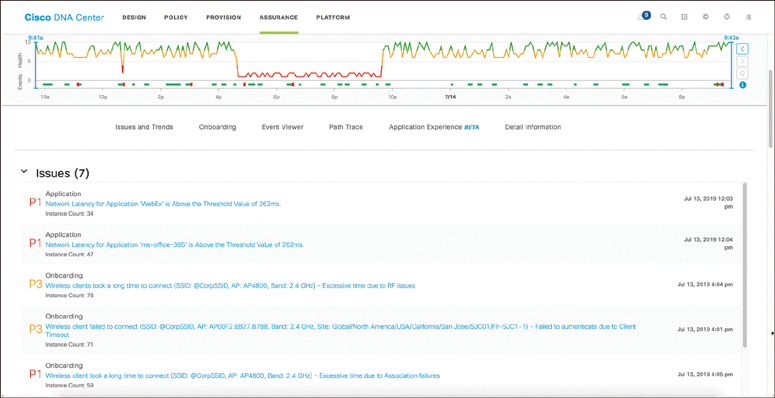 Cisco DNA Center
DESIGN POLICY PROVISION ASSURANCE PLATFORM
9
9:41a 9:42a
10
Health
5
0
Events
10a 12p 2p 4p 6p 8p 10p 7/14 2a 4a 6a 8a
Issues and Trends Onboarding Event Viewer Path Trace Application Experience BETA Detail Information
Issues (7)
Application
P1 Network Latency for Application 'WebEx' is Above the Threshold Value of 262ms. Jul 13, 2019 12:03
pm
Instance Count: 34
Application
P1 Network Latency for Application 'ms-office-365' is Above the Threshold Value of 262ms. Jul 13, 2019 12:04
pm
Instance Count: 47
Onboarding
P3 Wireless clients took a long time to connect (SSID: @CorpSSID, AP: AP4800, Band: 2.4 GHz) - Excessive time due to RF issues Jul 13, 2019 4:04 pm
Instance Count: 79
Onboarding
P3 Wireless client failed to connect (SSID: @CorpSSID, AP: AP00F2.8B27.B788, Band: 2.4 GHz, Site: Global/North America/USA/California/San Jose/SJC01/Flr-SJC1-1) - Failed to authenticate due to Client Jul 13, 2019 4:01 pm
Timeout
Instance Count: 71
Onboarding
P1 Wireless clients took a long time to connect (SSID: @CorpSSID, AP: AP4800, Band: 2.4 GHz) - Excessive time due to Association failures Jul 13, 2019 4:05 pm
Instance Count: 59